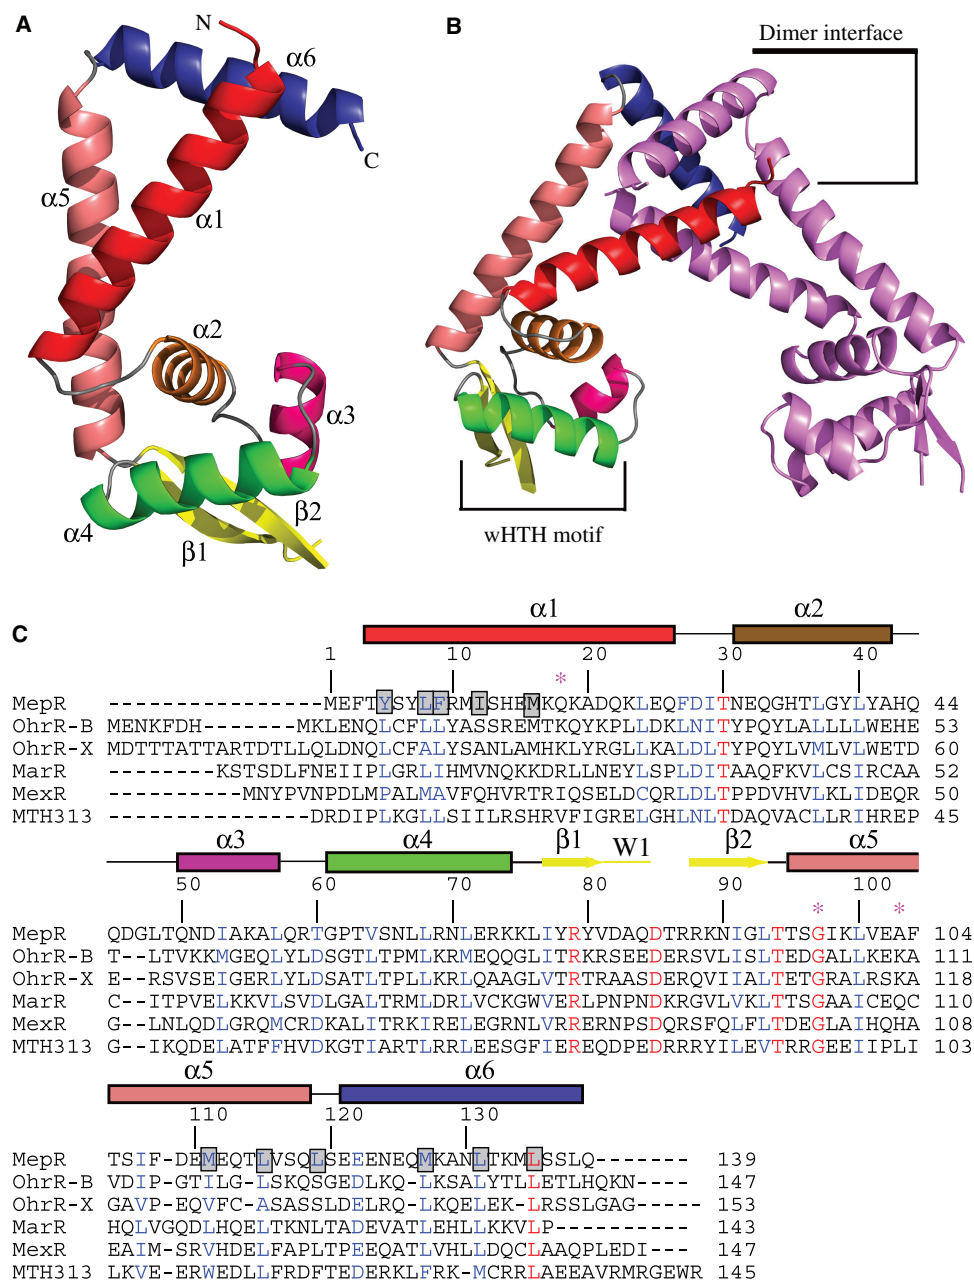 A
N
α6
C
α5
α1
α2
α3
α4
β1
β2
B
Dimer interface
wHTH motif
C
α1 α2
1 10 20 30 40
*
MepR ----------------MEFTSYLFRMISHEMKQKADQKLEQFDITNEQGHTLGYLYAHQ 44
OhrR-B MENKFDH---------MKLENQLCFLLYASSREMTKQYKPLLDKLNITYPQYLALLLLWEHE 53
OhrR-X MDTTTATTARTDTLLQLDNQLCFALYSANLAMHKLYRGLLKALDLTYPQYLVMLVLWETD 60
MarR --------KSTSDLFNEIIPLGRLIHMVNQKKDRLLNEYLSPLDITAAQFKVLCSIRCAA 52
MexR ----------MNYPVNPDLMPALMAVFQHVRTRIQSELDCQRLDLTPPDVHVLKLIDEQR 50
MTH313 -----------DRDIPLKGLLSIILRSHRVFIGRELGHLNLTDAQVACLLRIHREP 45
α3 α4 β1 W1 β2 α5
50 60 70 80 90 100
* *
MepR QDGLTQNDIAKALQRTGPTVSNLLRNLERKKLIYRYVDAQDTRRKNIGLTTSGIKLVEAF 104
OhrR-B T--LTVKKMGEQLYLDSGTLTPMLKRMEQQGLITRKRSEEDERSVLISLTEDGALLKEKA 111
OhrR-X E--RSVSEIGERLYLDSATLTPLLKRLQAAGLVTRTRAASDERQVIIALTETGRALRSKA 118
MarR C--ITPVELKKVLSVDLGALTRMLDRLVCKGWVERLPNPNDKRGVLVKLTTSGAAICEQC 110
MexR G--LNLQDLGRQMCRDKALITRKIRELEGRNLVRRERNPSDQRSFQLFLTDEGLAIHQHA 108
MTH313 G--IKQDELATFFHVDKGTIARTLRRLEESGFIEREQDPEDRRRYILEVTRRGEEIIPLI 103
α5 α6
110 120 130
MepR TSIF-DEMEQTLVSQLSEEENEQMKANLTKMLSSLQ------- 139
OhrR-B VDIP-GTILG-LSKQSGEDLKQ-LKSALYTLLETLHQKN---- 147
OhrR-X GAVP-EQVFC-ASASSLDELRQ-LKQELEK-LRSSLGAG---- 153
MarR HQLVGQDLHQELTKNLTADEVATLEHLLKKVLP---------- 143
MexR EAIM-SRVHDELFAPLTPEEQATLVHLLDQCLAAQPLEDI---- 147
MTH313 LKVE-ERWEDLLFRDFTEDERKLFRK-MCRRLAEEAVRMRGEWR 145